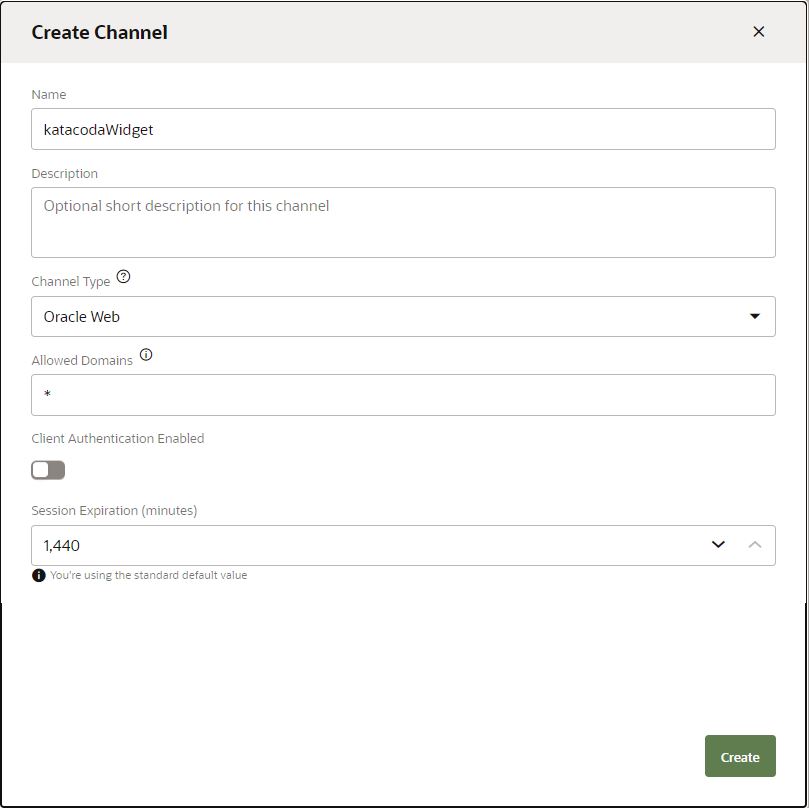 Create Channel
Name
katacodaWidget
Description
Optional short description for this channel
Channel Type
Oracle Web
Allowed Domains
*
Client Authentication Enabled
Session Expiration (minutes)
1,440
You're using the standard default value
Create